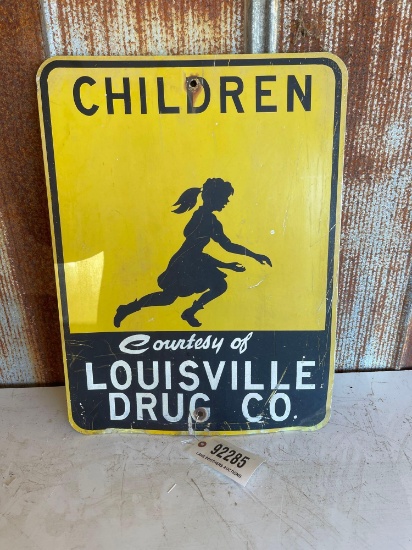 CHILDREN
Courtesy of
LOUISVILLE
DRUG CO.
92285